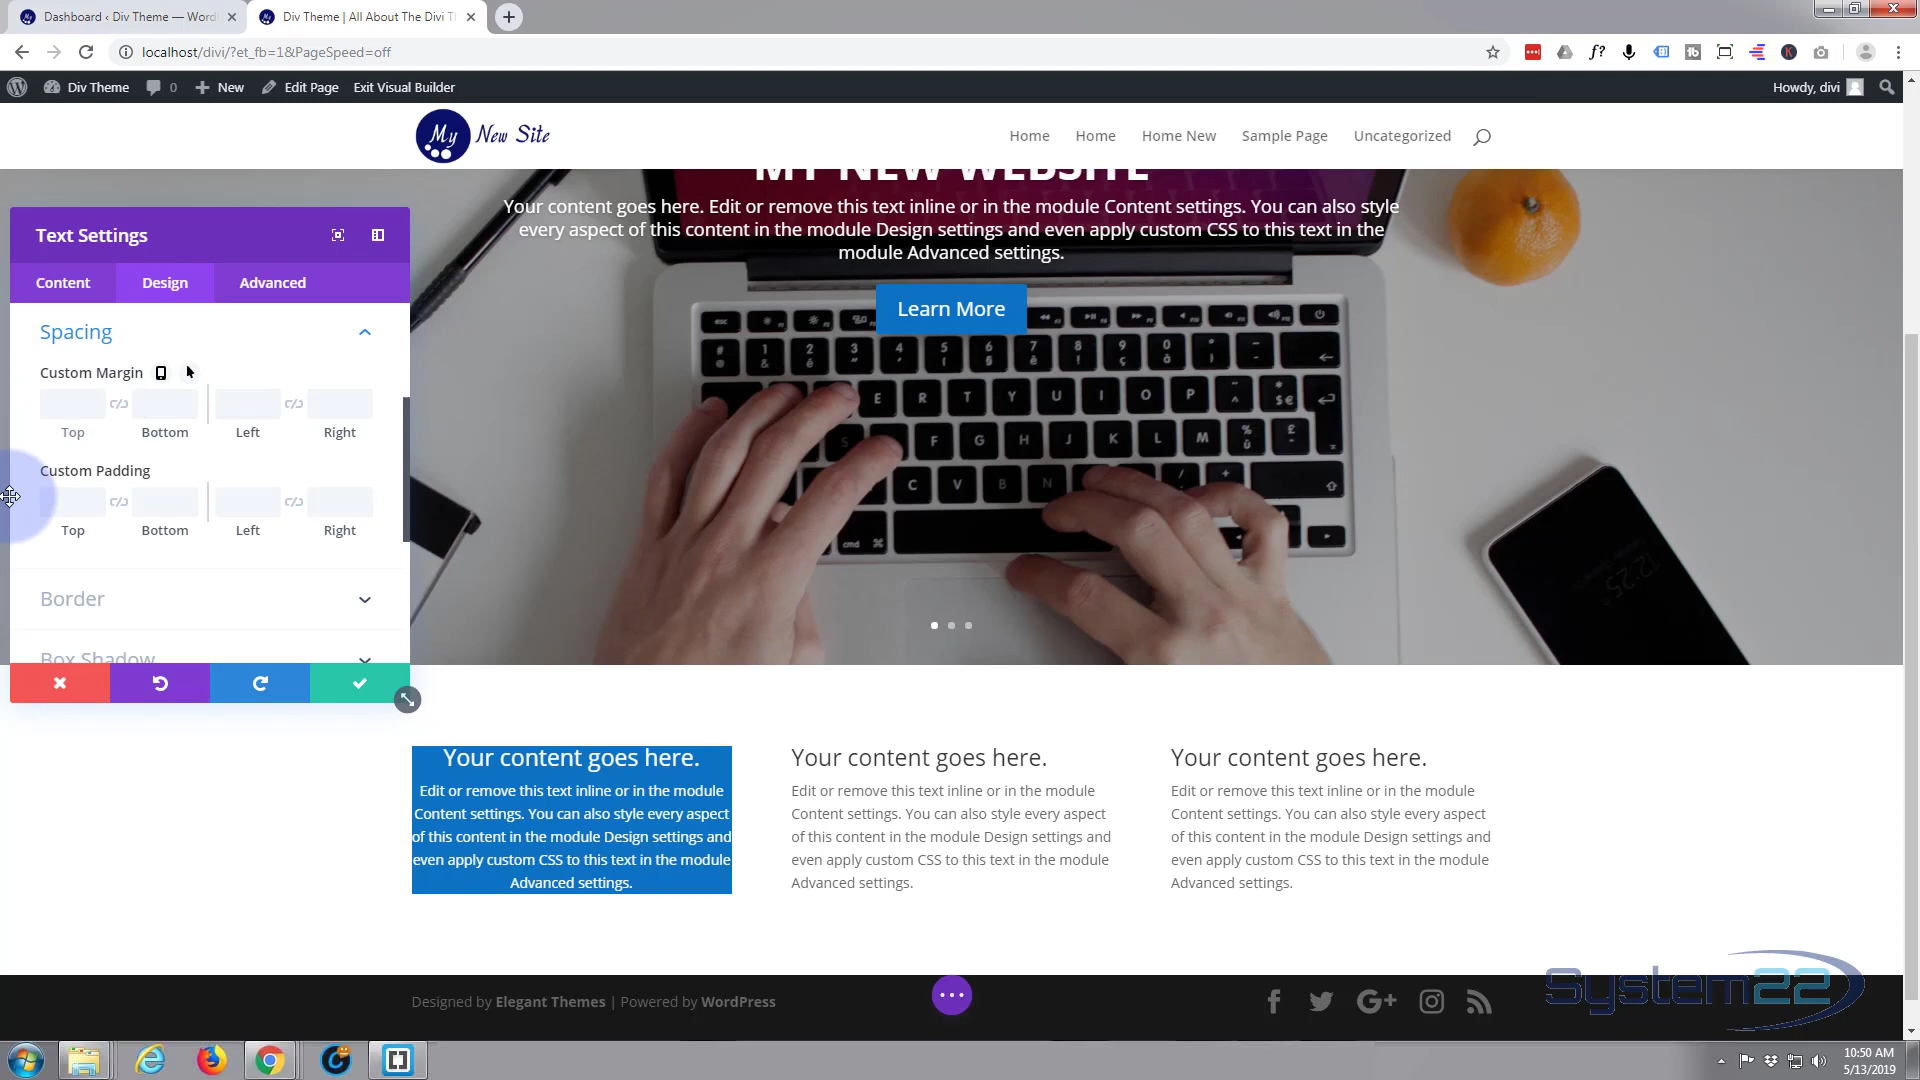 Dashboard ‹ Div Theme — Word
Div Theme | All About The Divi T
localhost/divi/?et_fb=1&PageSpeed=off
Div Theme 0 New Edit Page Exit Visual Builder
Howdy, divi
My New Site
Home Home Home New Sample Page Uncategorized
MY NEW WEBSITE
Your content goes here. Edit or remove this text inline or in the module Content settings. You can also style
every aspect of this content in the module Design settings and even apply custom CSS to this text in the
module Advanced settings.
Learn More
Text Settings
Content Design Advanced
Spacing
Custom Margin
Top Bottom Left Right
Custom Padding
Top Bottom Left Right
Border
Box Shadow
Your content goes here.
Edit or remove this text inline or in the module
Content settings. You can also style every aspect
of this content in the module Design settings and
even apply custom CSS to this text in the module
Advanced settings.
Your content goes here.
Edit or remove this text inline or in the module
Content settings. You can also style every aspect
of this content in the module Design settings and
even apply custom CSS to this text in the module
Advanced settings.
Your content goes here.
Edit or remove this text inline or in the module
Content settings. You can also style every aspect
of this content in the module Design settings and
even apply custom CSS to this text in the module
Advanced settings.
Designed by Elegant Themes | Powered by WordPress
System22
10:50 AM
5/13/2019